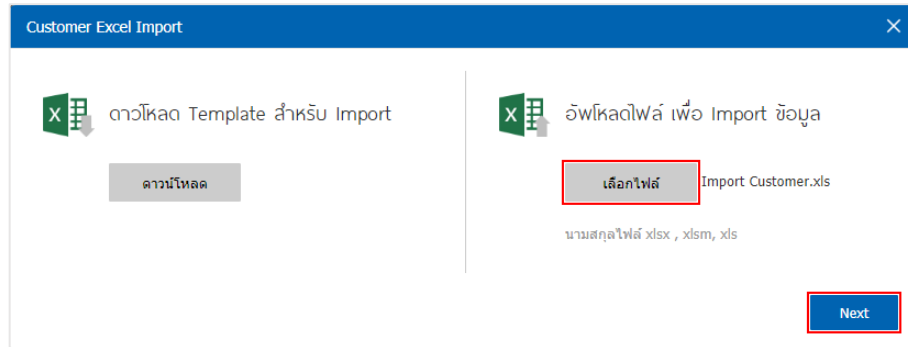 Customer Excel Import
ดาวโหลด Template สำหรับ Import
ดาวน์โหลด
อัพโหลดไฟล์ เพื่อ Import ข้อมูล
เลือกไฟล์ Import Customer.xls
นามสกุลไฟล์ xlsx , xlsm, xls
Next